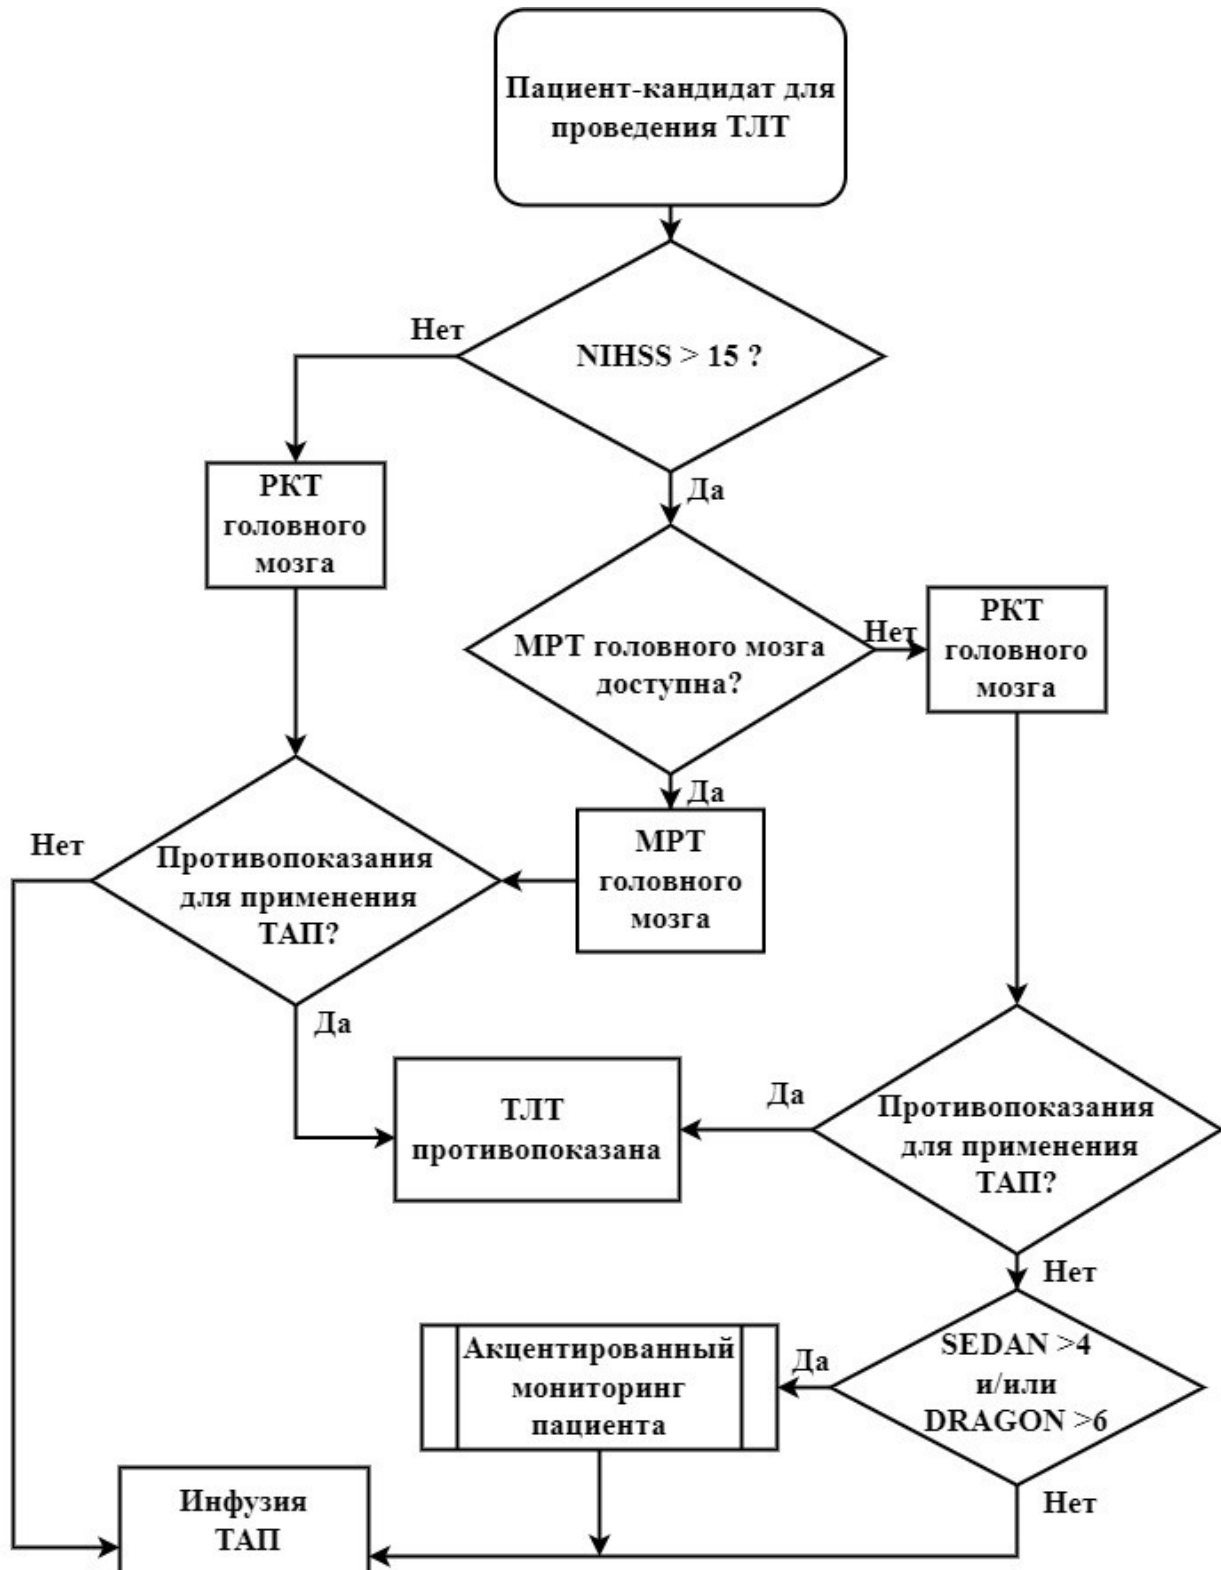 Пациент-кандидат для
проведения ТЛТ
Нет
NIHSS > 15 ?
Да
РКТ
головного
мозга
МРТ головного мозга
доступна?
Нет
РКТ
головного
мозга
Да
МРТ
головного
мозга
Нет
Противопоказания
для применения
ТАП?
Да
ТЛТ
противопоказана
Да
Противопоказания
для применения
ТАП?
Нет
SEDAN >4
и/или
DRAGON >6
Да
Акцентированный
мониторинг
пациента
Нет
Инфузия
ТАП